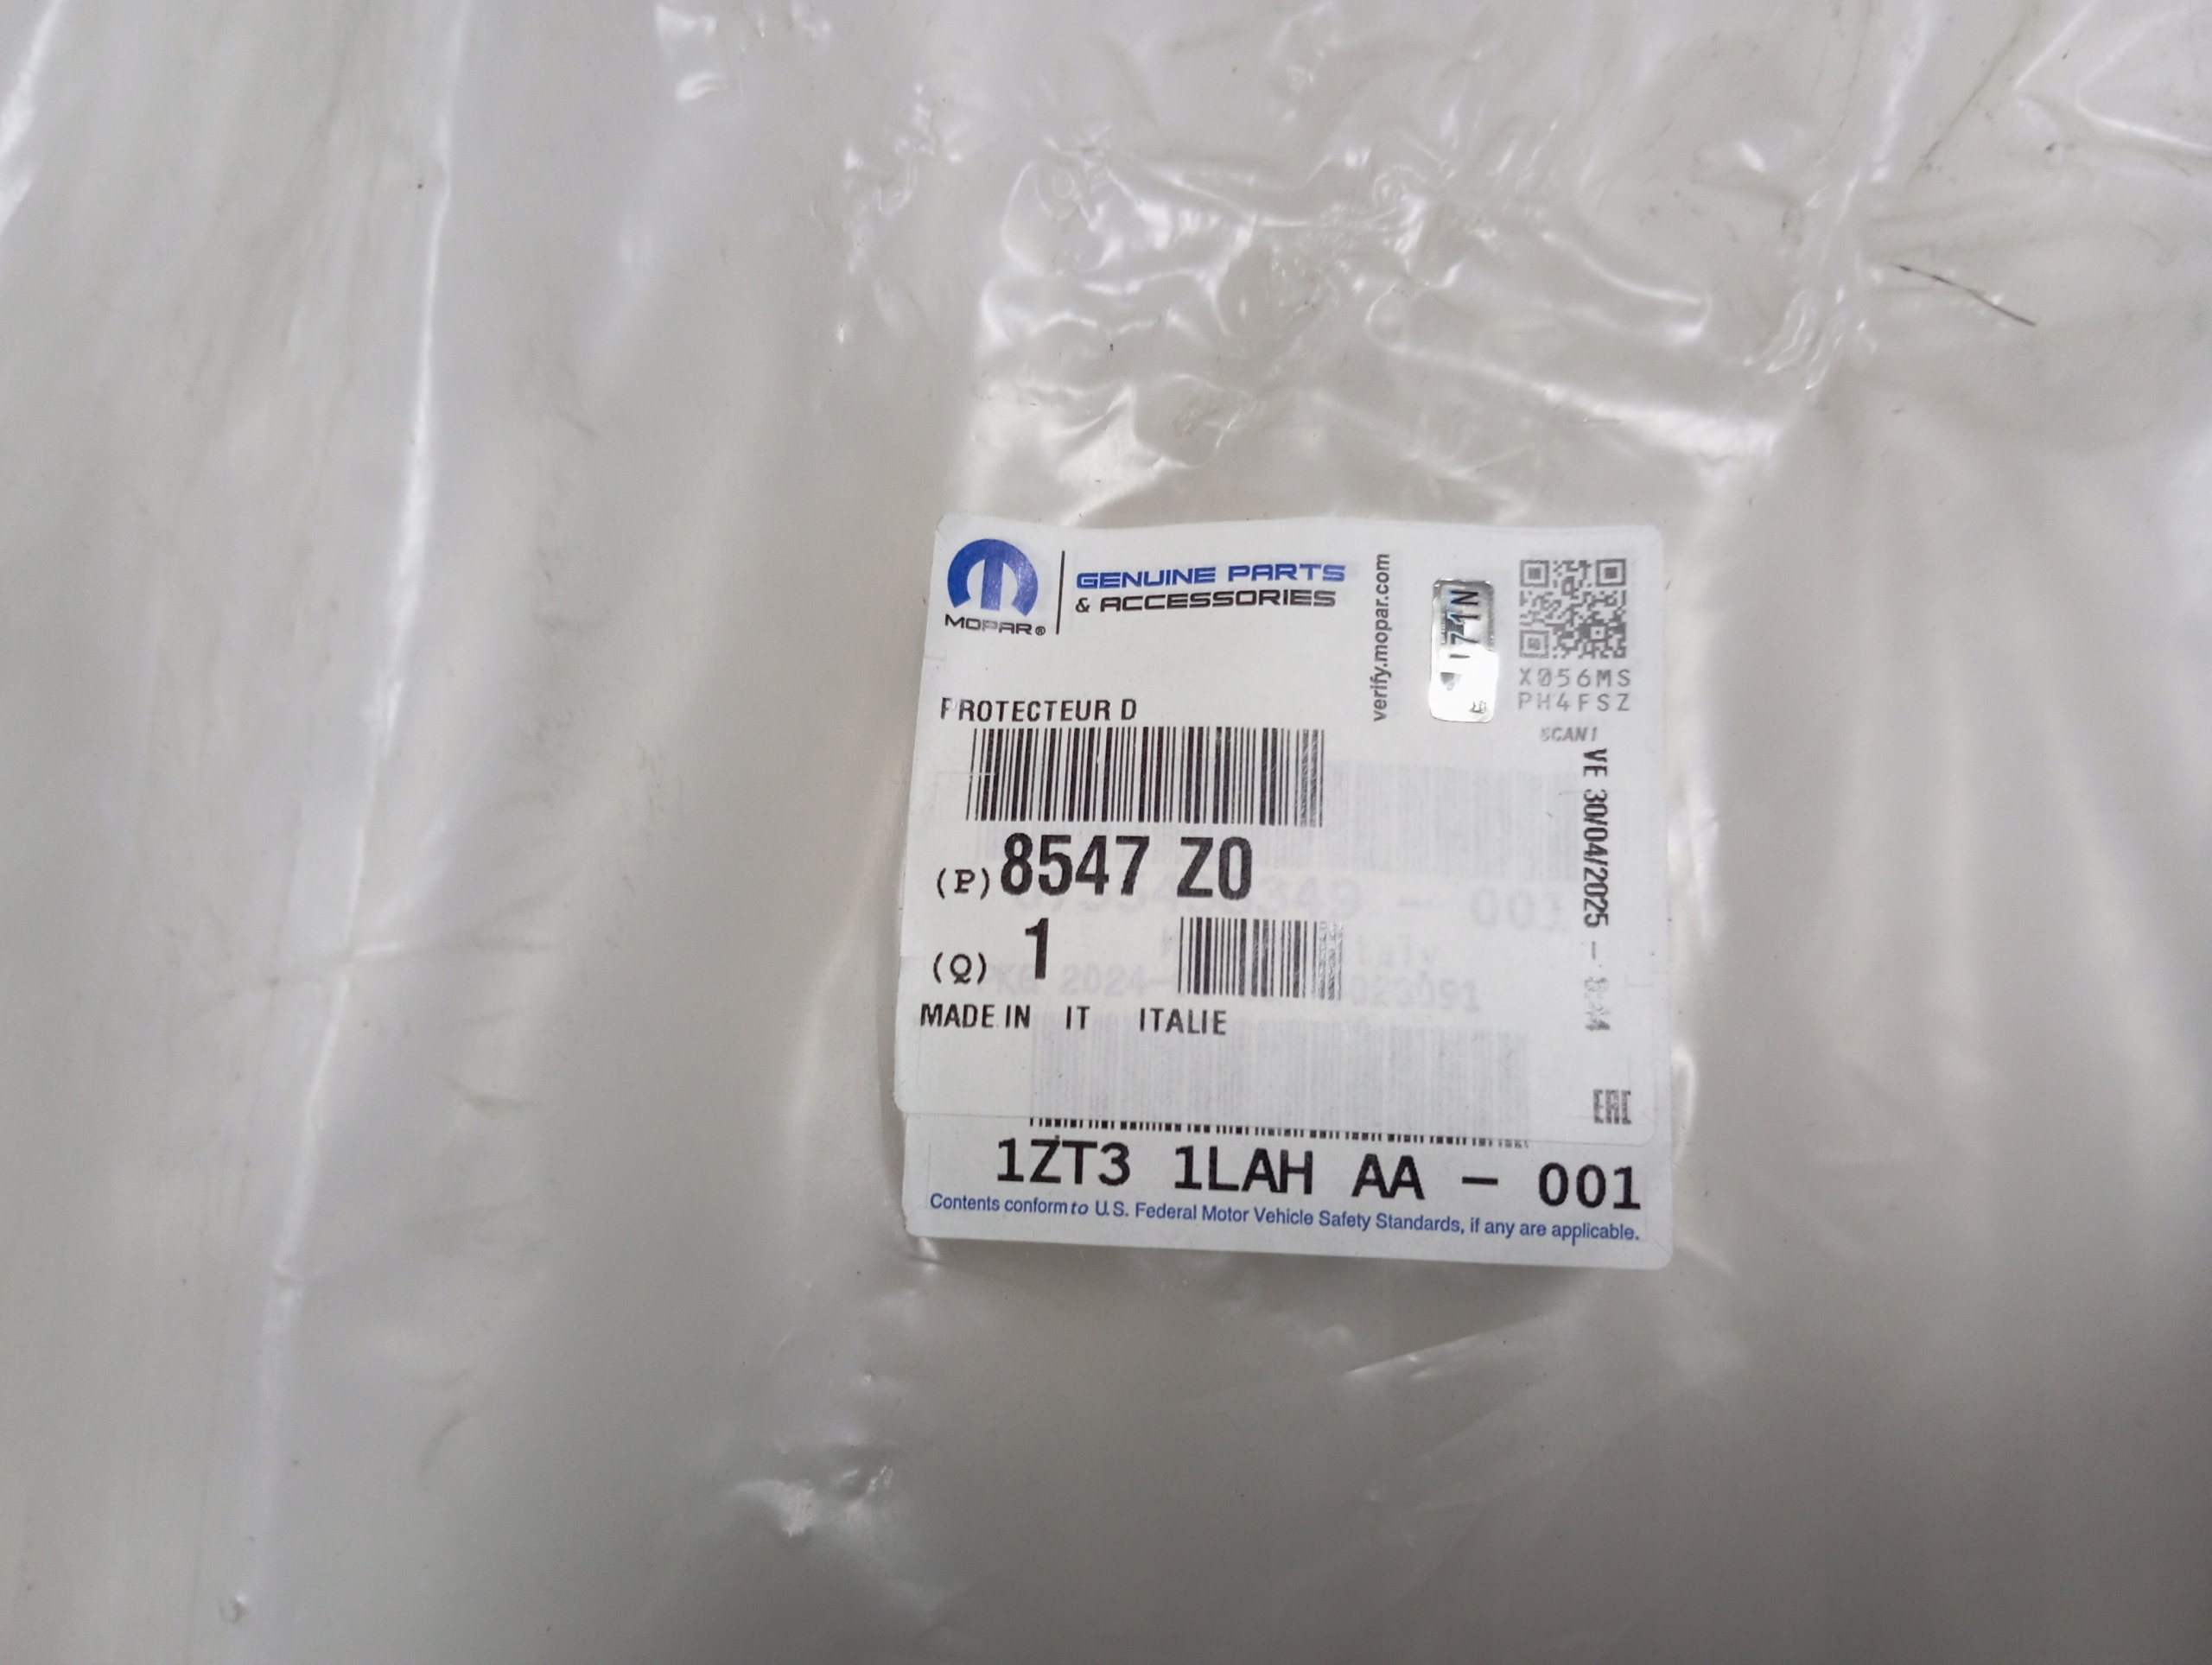 MOPAR®
GENUINE PARTS
& ACCESSORIES
verify.mopar.com
71N
X056MS
PH4FSZ
SCAN!
PROTECTEUR D
(P) 8547 Z0
(Q) 1
MADE IN IT ITALIE
VE 30/04/2025 -
EAC
1ZT3 1LAH AA - 001
Contents conform to U.S. Federal Motor Vehicle Safety Standards, if any are applicable.